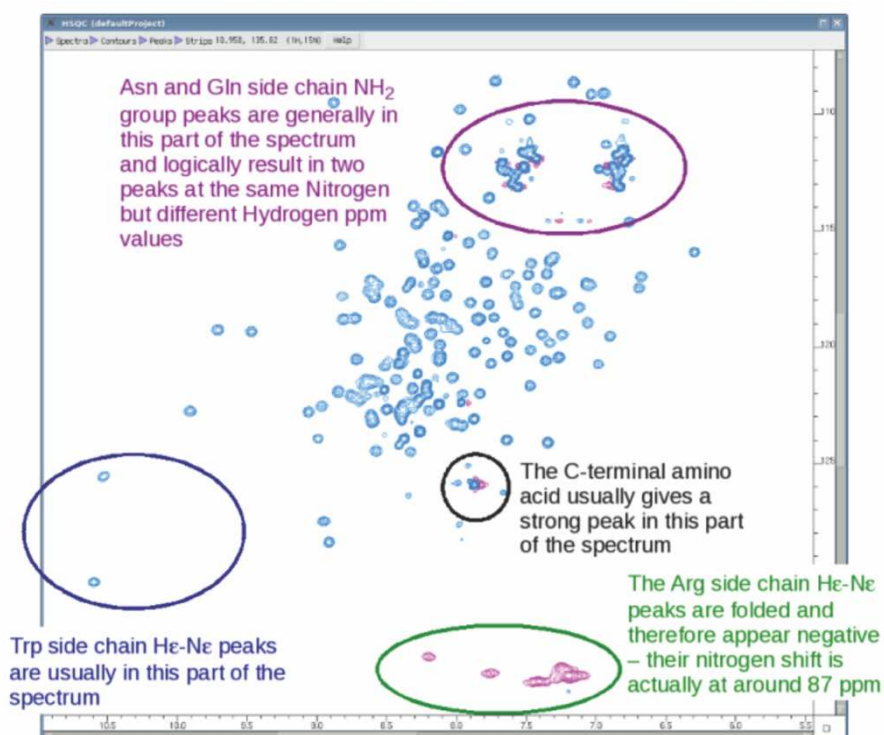 HSQC (defaultProject)
Spectra Contours Peaks Strips 10.958, 135.82 (1H,15N) Help
Asn and Gln side chain NH2
group peaks are generally in
this part of the spectrum
and logically result in two
peaks at the same Nitrogen
but different Hydrogen ppm
values
110
115
120
125
The C-terminal amino
acid usually gives a
strong peak in this part
of the spectrum
The Arg side chain Hε-Nε
peaks are folded and
therefore appear negative
– their nitrogen shift is
actually at around 87 ppm
Trp side chain Hε-Nε peaks
are usually in this part of the
spectrum
10.5 10.0 9.5 9.0 8.5 8.0 7.5 7.0 6.5 6.0 5.5